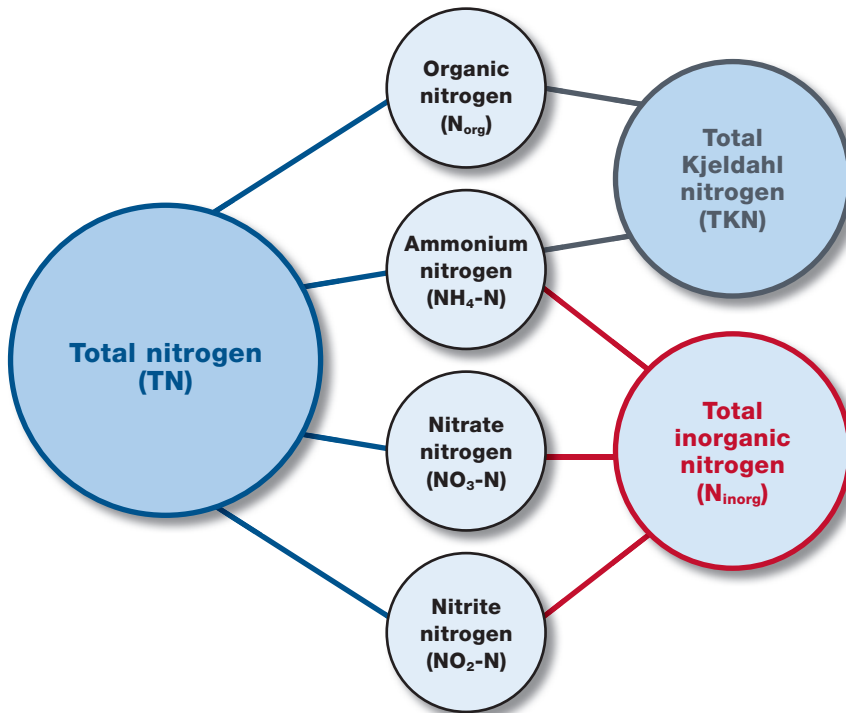 Organic
nitrogen
(Norg)
Total
Kjeldahl
nitrogen
(TKN)
Ammonium
nitrogen
(NH4-N)
Total nitrogen
(TN)
Nitrate
nitrogen
(NO3-N)
Total
inorganic
nitrogen
(Ninorg)
Nitrite
nitrogen
(NO2-N)